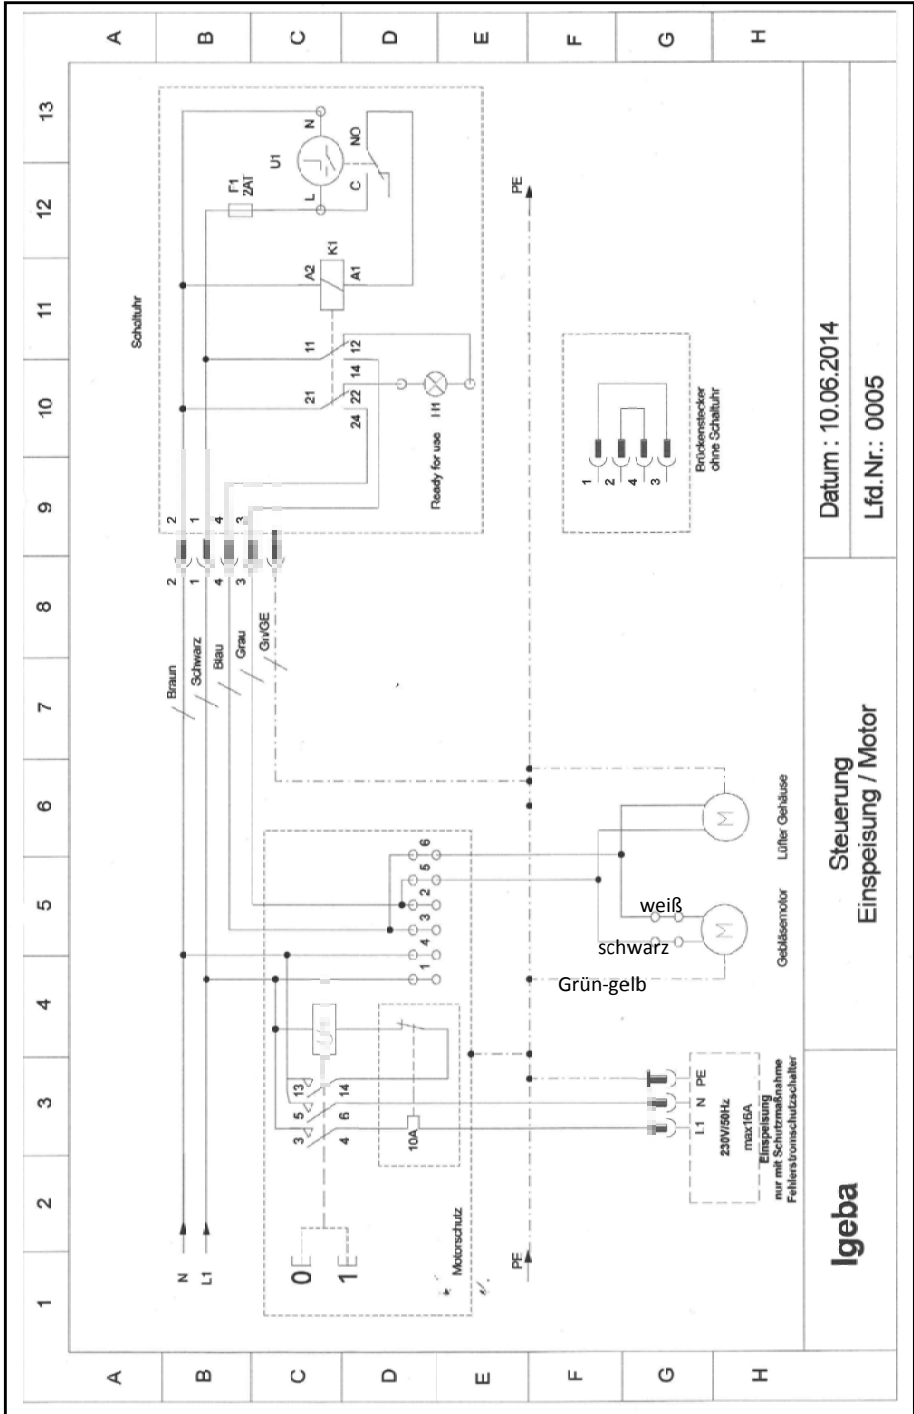 1 2 3 4 5 6 7 8 9 10 11 12 13
A A
B B
C C
D D
E E
F F
G G
H H
N
L1
Braun
Schwarz
Blau
Grau
Gn/GE
2 2
1 1
4 4
3 3
Schaltuhr
F1
2AT
U1
L N
C NO
K1
A2
A1
11
12
14
21
22
24
Ready for use H1
0
1
3 5 13
4 6 14
10A
Motorschutz
1 4 3 2 5 6
PE
PE
Grün-gelb
schwarz
weiß
L1 N PE
230V/50Hz
max16A
Einspeisung
nur mit Schutzmaßnahme
Fehlerstromschutzschalter
M
Gebläsemotor
M
Lüfter Gehäuse
1
2
4
3
Brückenstecker
ohne Schaltuhr
Igeba
Steuerung
Einspeisung / Motor
Datum : 10.06.2014
Lfd.Nr.: 0005